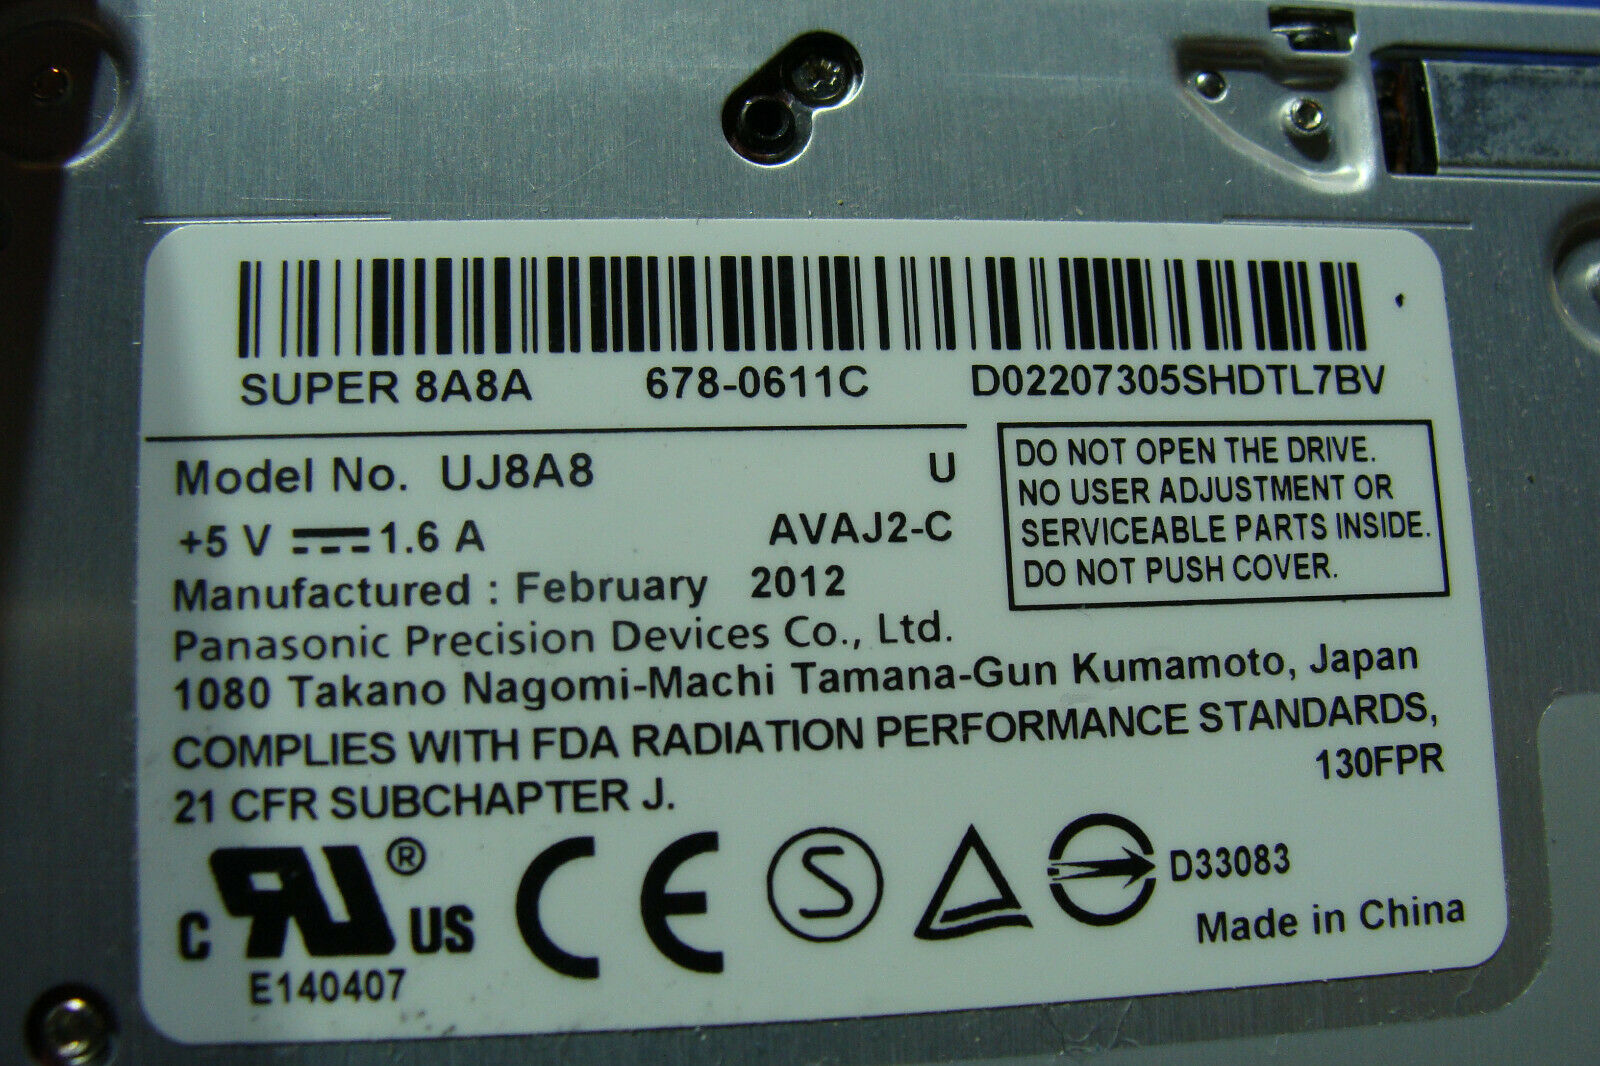 SUPER 8A8A 678-0611C D02207305SHDTL7BV
Model No. UJ8A8 U
+5 V 1.6 A AVAJ2-C
Manufactured : February 2012
Panasonic Precision Devices Co., Ltd.
1080 Takano Nagomi-Machi Tamana-Gun Kumamoto, Japan
COMPLIES WITH FDA RADIATION PERFORMANCE STANDARDS,
21 CFR SUBCHAPTER J.
130FPR
DO NOT OPEN THE DRIVE.
NO USER ADJUSTMENT OR
SERVICEABLE PARTS INSIDE.
DO NOT PUSH COVER.
C RU® US
E140407
CE
S
D33083
Made in China